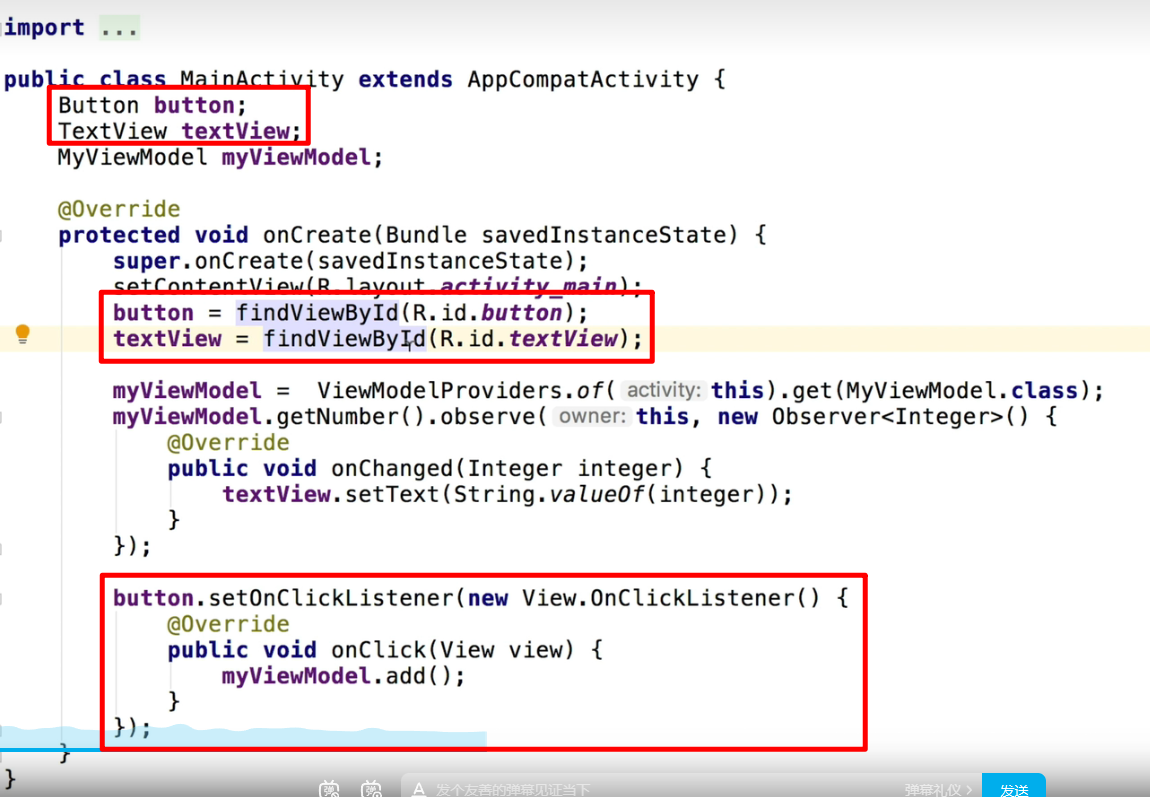 import ...
public class MainActivity extends AppCompatActivity {
Button button;
TextView textView;
MyViewModel myViewModel;
@Override
protected void onCreate(Bundle savedInstanceState) {
super.onCreate(savedInstanceState);
setContentView(R.layout.activity_main);
button = findViewById(R.id.button);
textView = findViewById(R.id.textView);
myViewModel = ViewModelProviders.of( activity: this).get(MyViewModel.class);
myViewModel.getNumber().observe( owner: this, new Observer<Integer>() {
@Override
public void onChanged(Integer integer) {
textView.setText(String.valueOf(integer));
}
});
button.setOnClickListener(new View.OnClickListener() {
@Override
public void onClick(View view) {
myViewModel.add();
}
});
}
}
弹 弹 A 发个友善的弹幕见证当下 弹幕礼仪 > 发送